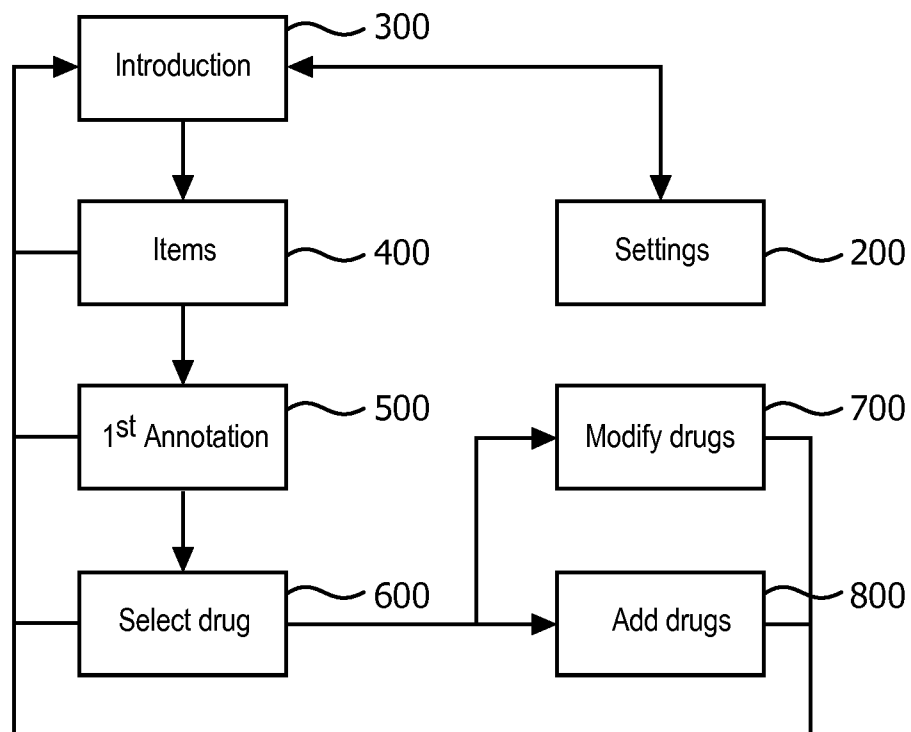 300
Introduction
Items
400
Settings
200
1st Annotation
500
Modify drugs
700
Select drug
600
Add drugs
800